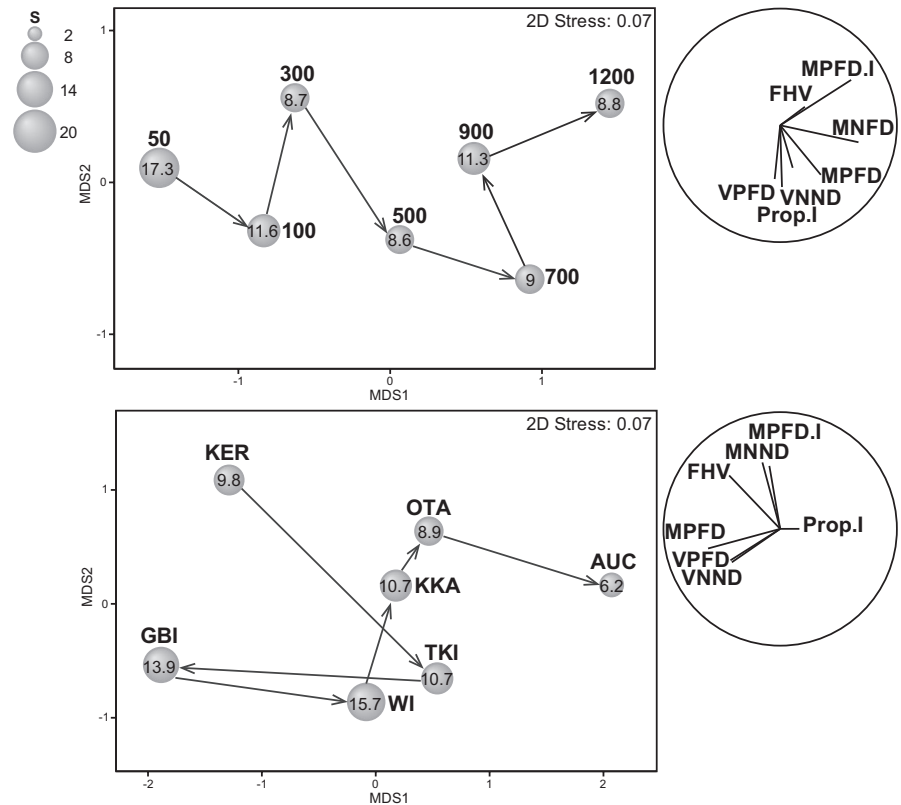 S
2
8
14
20
2D Stress: 0.07
1
0
-1
MDS2
-1
0
1
MDS1
50
17.3
11.6
100
300
8.7
500
8.6
9
700
900
11.3
1200
8.8
MPFD.I
FHV
MNFD
MPFD
VPFD
VNND
Prop.I
2D Stress: 0.07
1
0
-1
MDS2
-2
-1
0
1
2
MDS1
KER
9.8
OTA
8.9
AUC
6.2
10.7
KKA
GBI
13.9
TKI
10.7
15.7
WI
MPFD.I
MNND
FHV
Prop.I
MPFD
VPFD
VNND